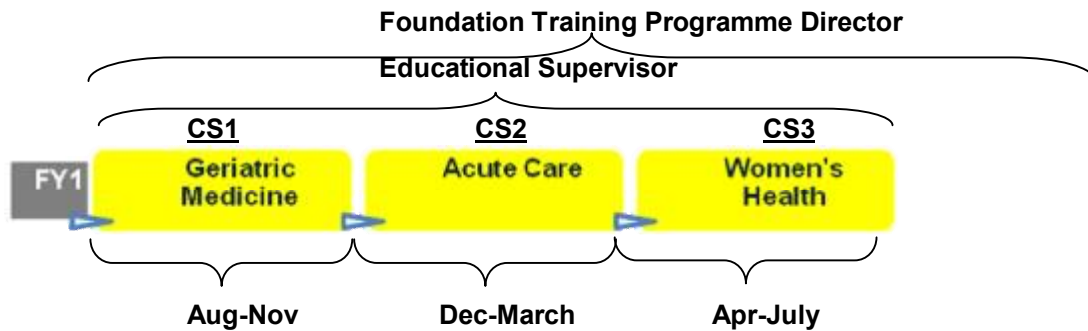 Foundation Training Programme Director
Educational Supervisor
CS1 CS2 CS3
FY1
Geriatric Medicine
Acute Care
Women's Health
Aug-Nov Dec-March Apr-July